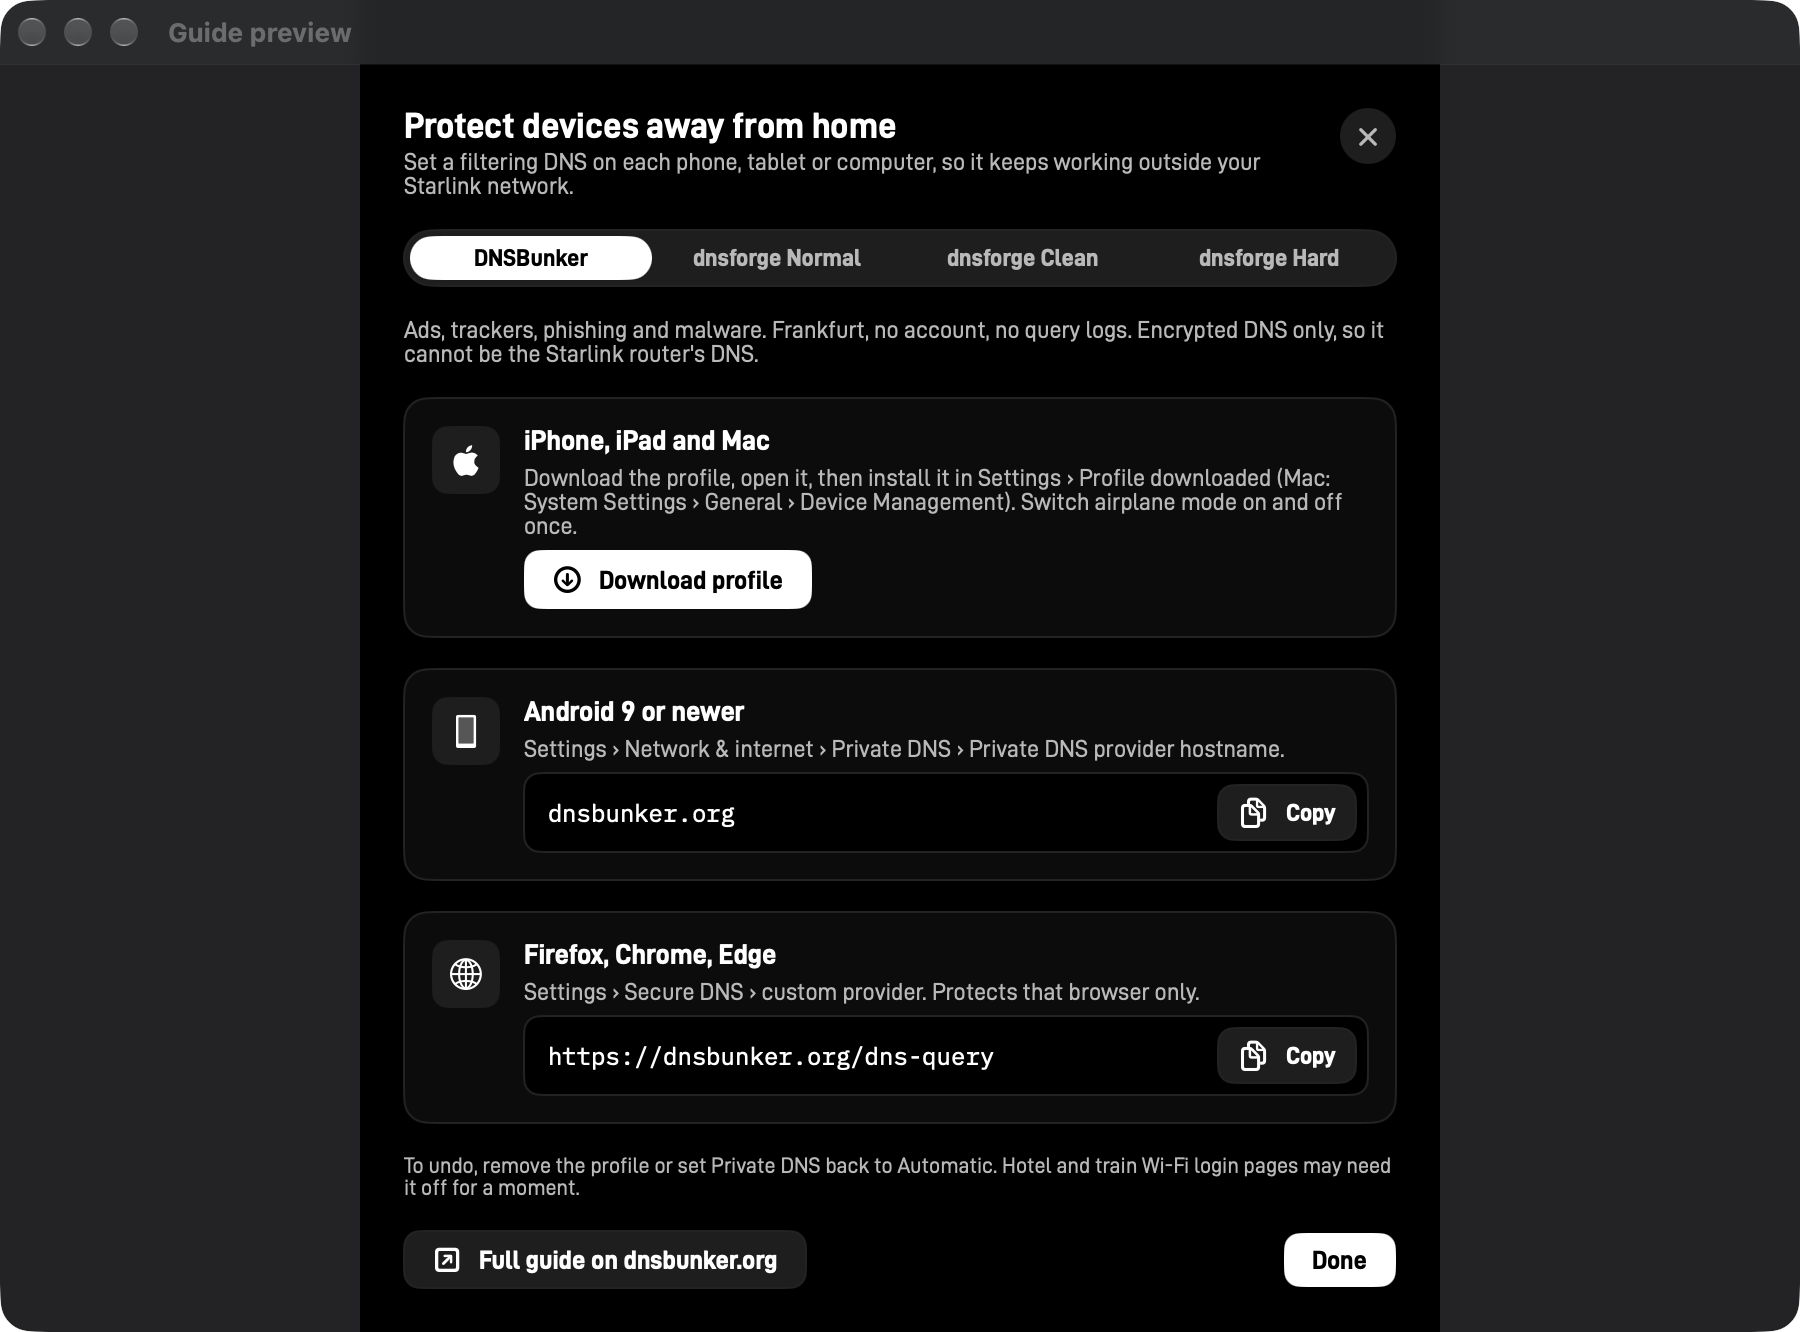 Guide preview
Protect devices away from home
Set a filtering DNS on each phone, tablet or computer, so it keeps working outside your
Starlink network.
DNSBunker
dnsforge Normal
dnsforge Clean
dnsforge Hard
Ads, trackers, phishing and malware. Frankfurt, no account, no query logs. Encrypted DNS only, so it
cannot be the Starlink router's DNS.
iPhone, iPad and Mac
Download the profile, open it, then install it in Settings › Profile downloaded (Mac:
System Settings › General › Device Management). Switch airplane mode on and off
once.
Download profile
Android 9 or newer
Settings › Network & internet › Private DNS › Private DNS provider hostname.
dnsbunker.org
Copy
Firefox, Chrome, Edge
Settings › Secure DNS › custom provider. Protects that browser only.
https://dnsbunker.org/dns-query
Copy
To undo, remove the profile or set Private DNS back to Automatic. Hotel and train Wi-Fi login pages may need
it off for a moment.
Full guide on dnsbunker.org
Done